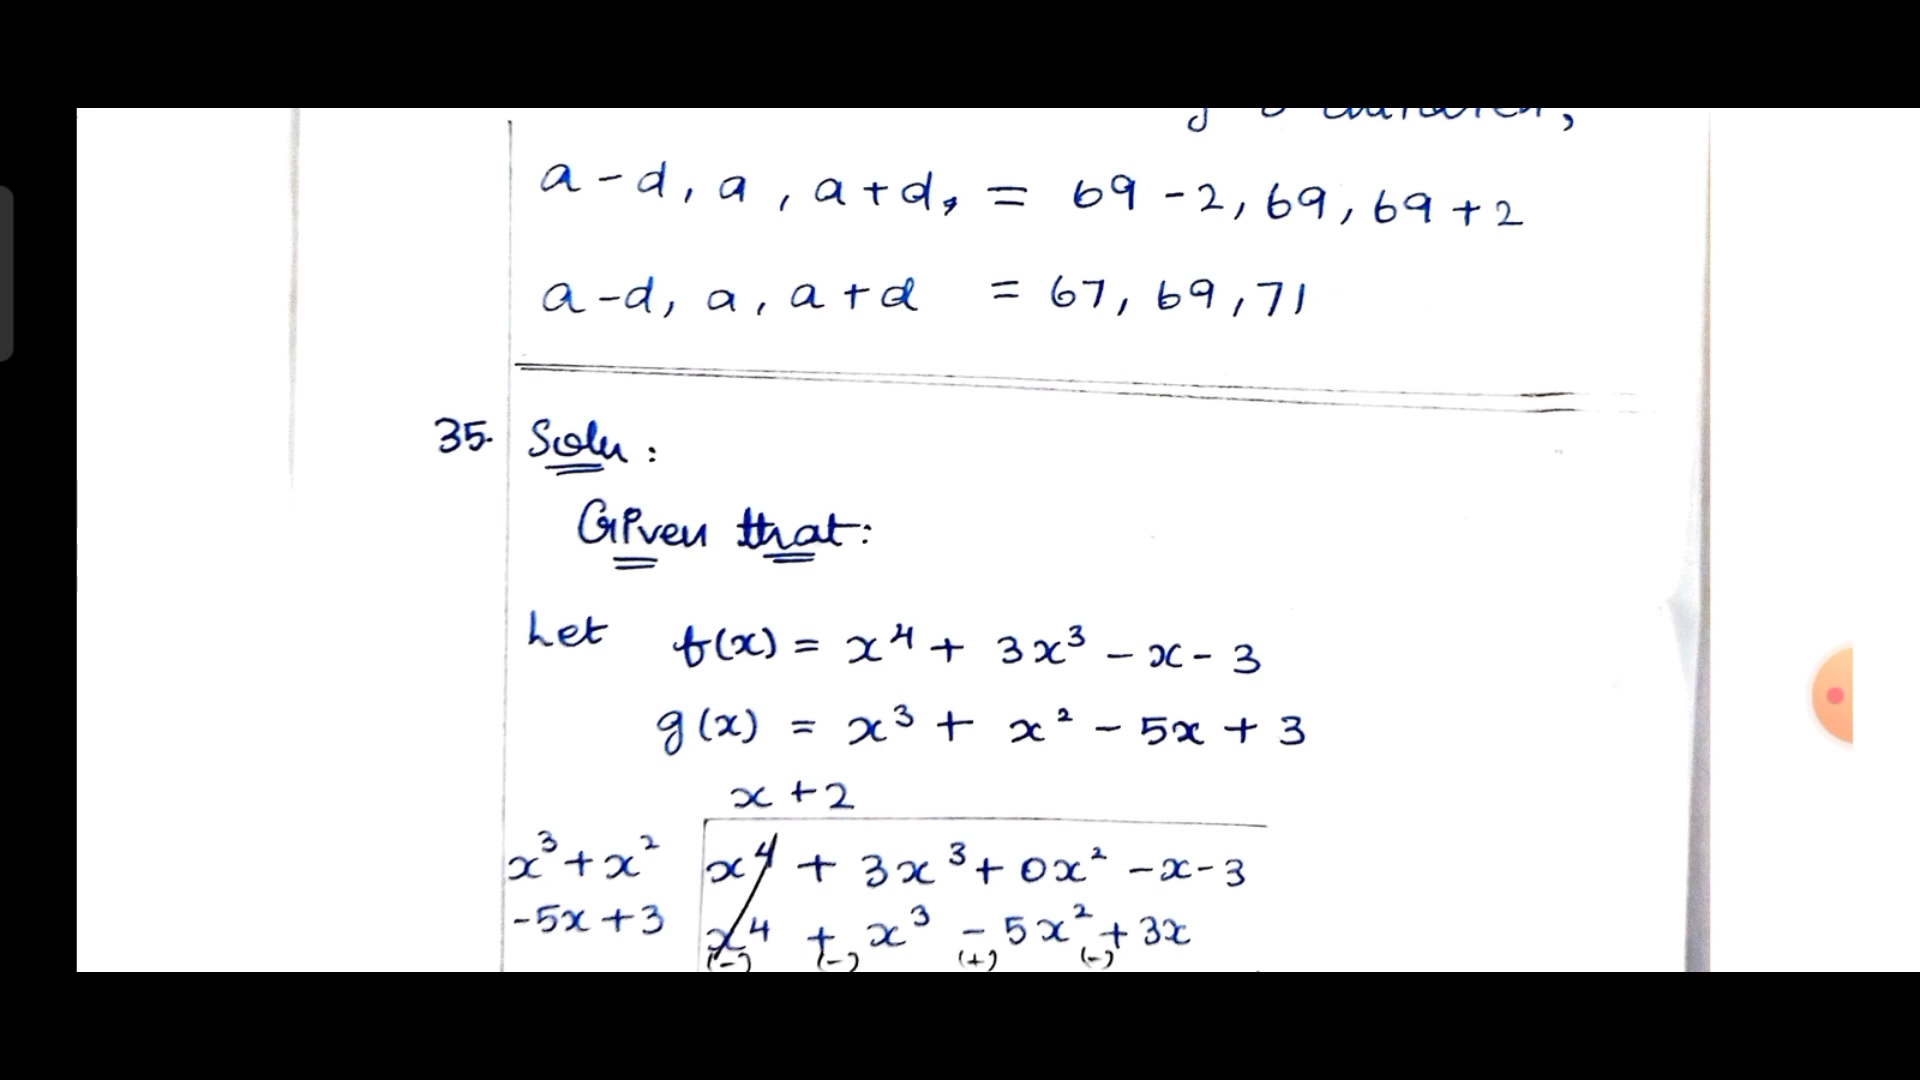 a-d, a, a+d, = 69-2, 69, 69+2
a-d, a, a+d = 67, 69, 71
35. Soln:
Given that:
Let f(x) = x⁴ + 3x³ - x - 3
g(x) = x³ + x² - 5x + 3
x+2
x³+x² x⁴ + 3x³ + 0x² - x - 3
-5x+3 x⁴ + x³ - 5x² + 3x
(-) (-) (+) (-)